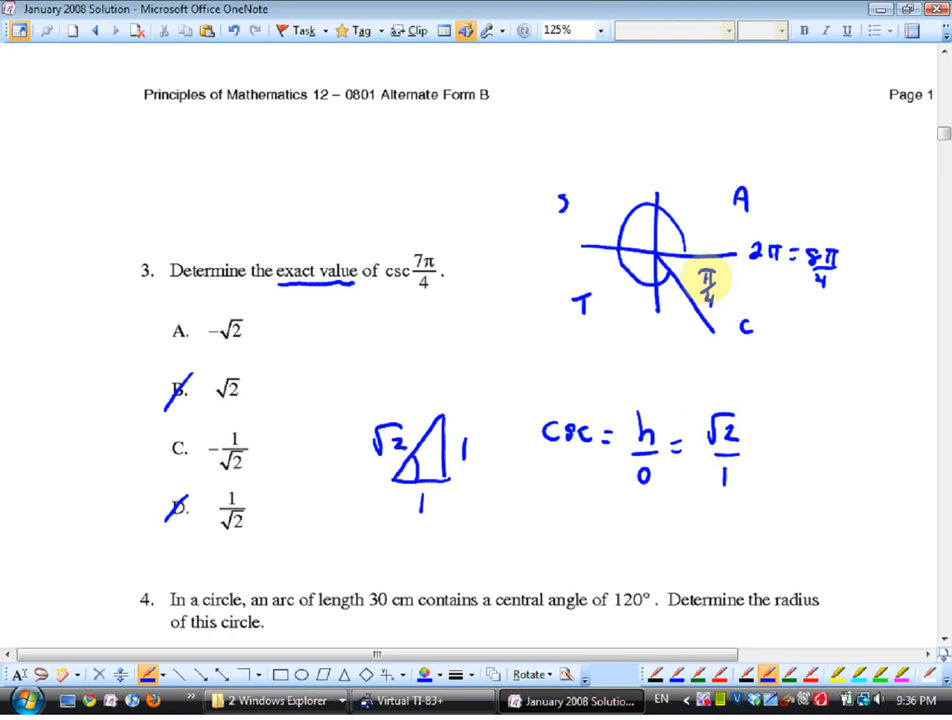 January 2008 Solution - Microsoft Office OneNote
Task Tag Clip 125% B I U
Principles of Mathematics 12 – 0801 Alternate Form B Page 1
S A
2π = 8π/4
π/4
T C
3. Determine the exact value of csc 7π/4 .
A. −√2
B. √2
C. −1/√2
D. 1/√2
√2 1
1
csc = h/o = √2/1
4. In a circle, an arc of length 30 cm contains a central angle of 120° . Determine the radius
of this circle.
Rotate
2 Windows Explorer Virtual TI-83+ January 2008 Solutio... EN 9:36 PM